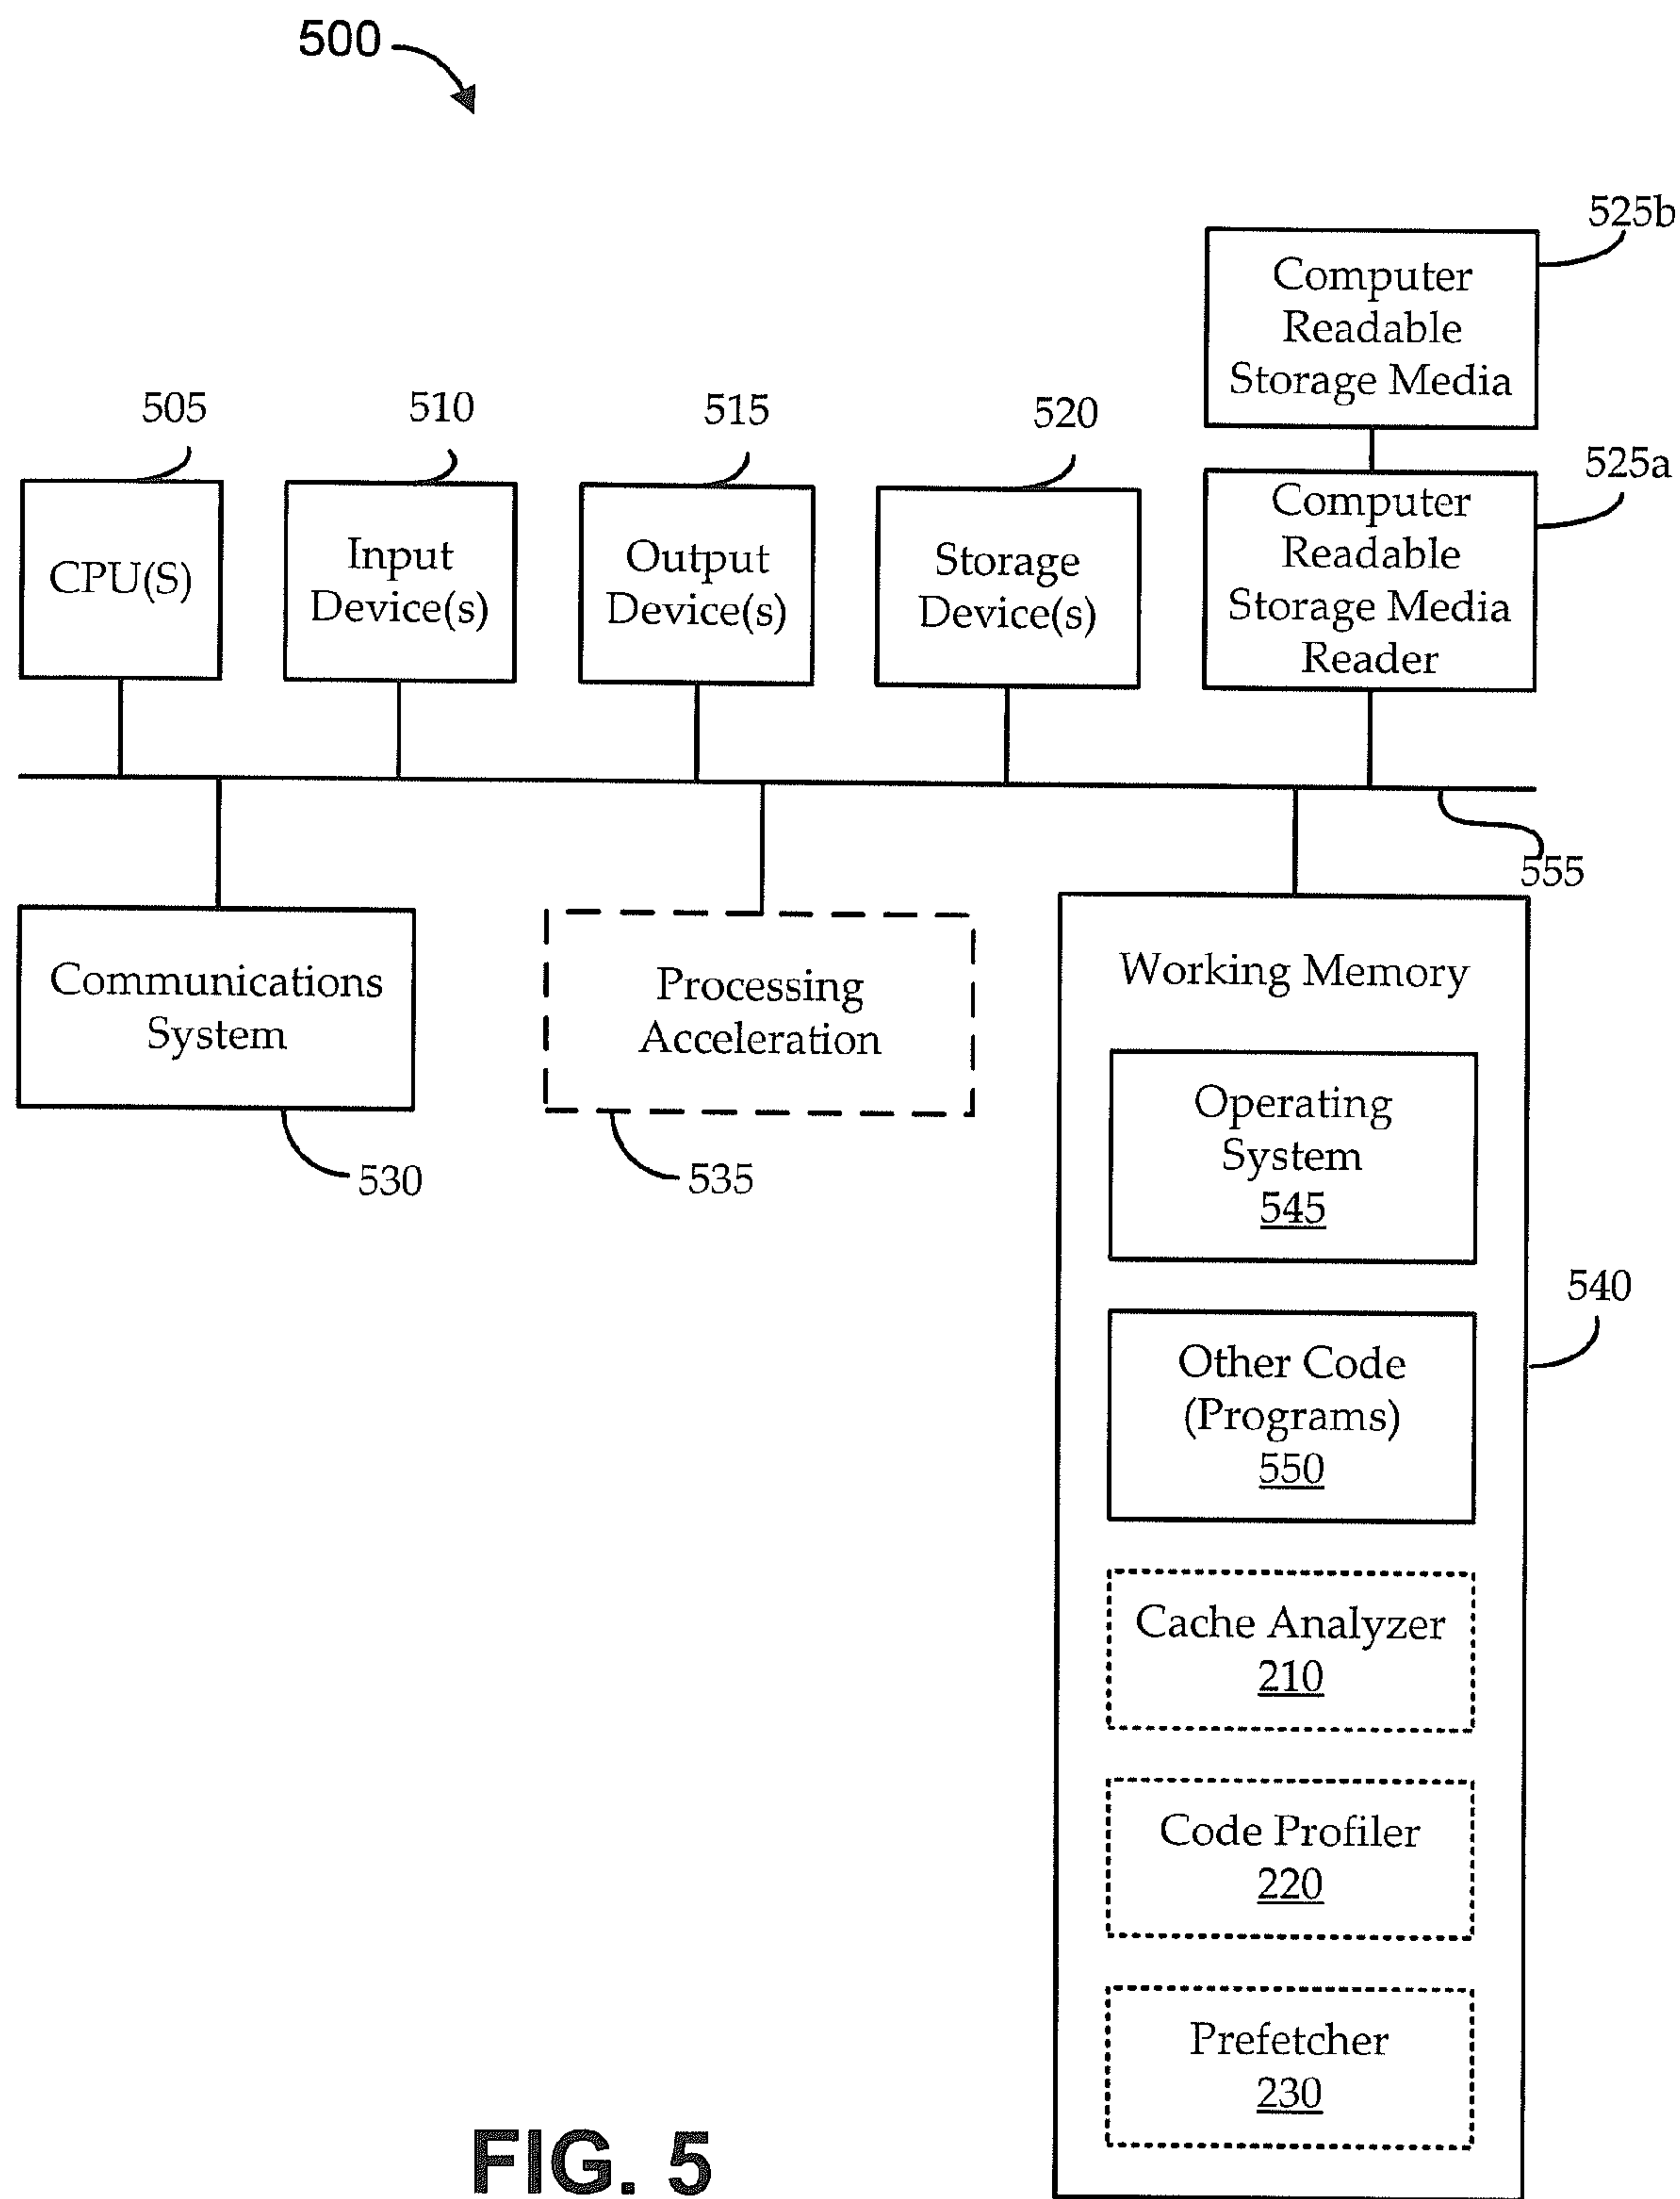 500
525b
Computer
Readable
Storage Media
505
510
515
520
525a
CPU(S)
Input
Device(s)
Output
Device(s)
Storage
Device(s)
Computer
Readable
Storage Media
Reader
555
Communications
System
530
Processing
Acceleration
535
Working Memory
Operating
System
545
540
Other Code
(Programs)
550
Cache Analyzer
210
Code Profiler
220
Prefetcher
230
FIG. 5